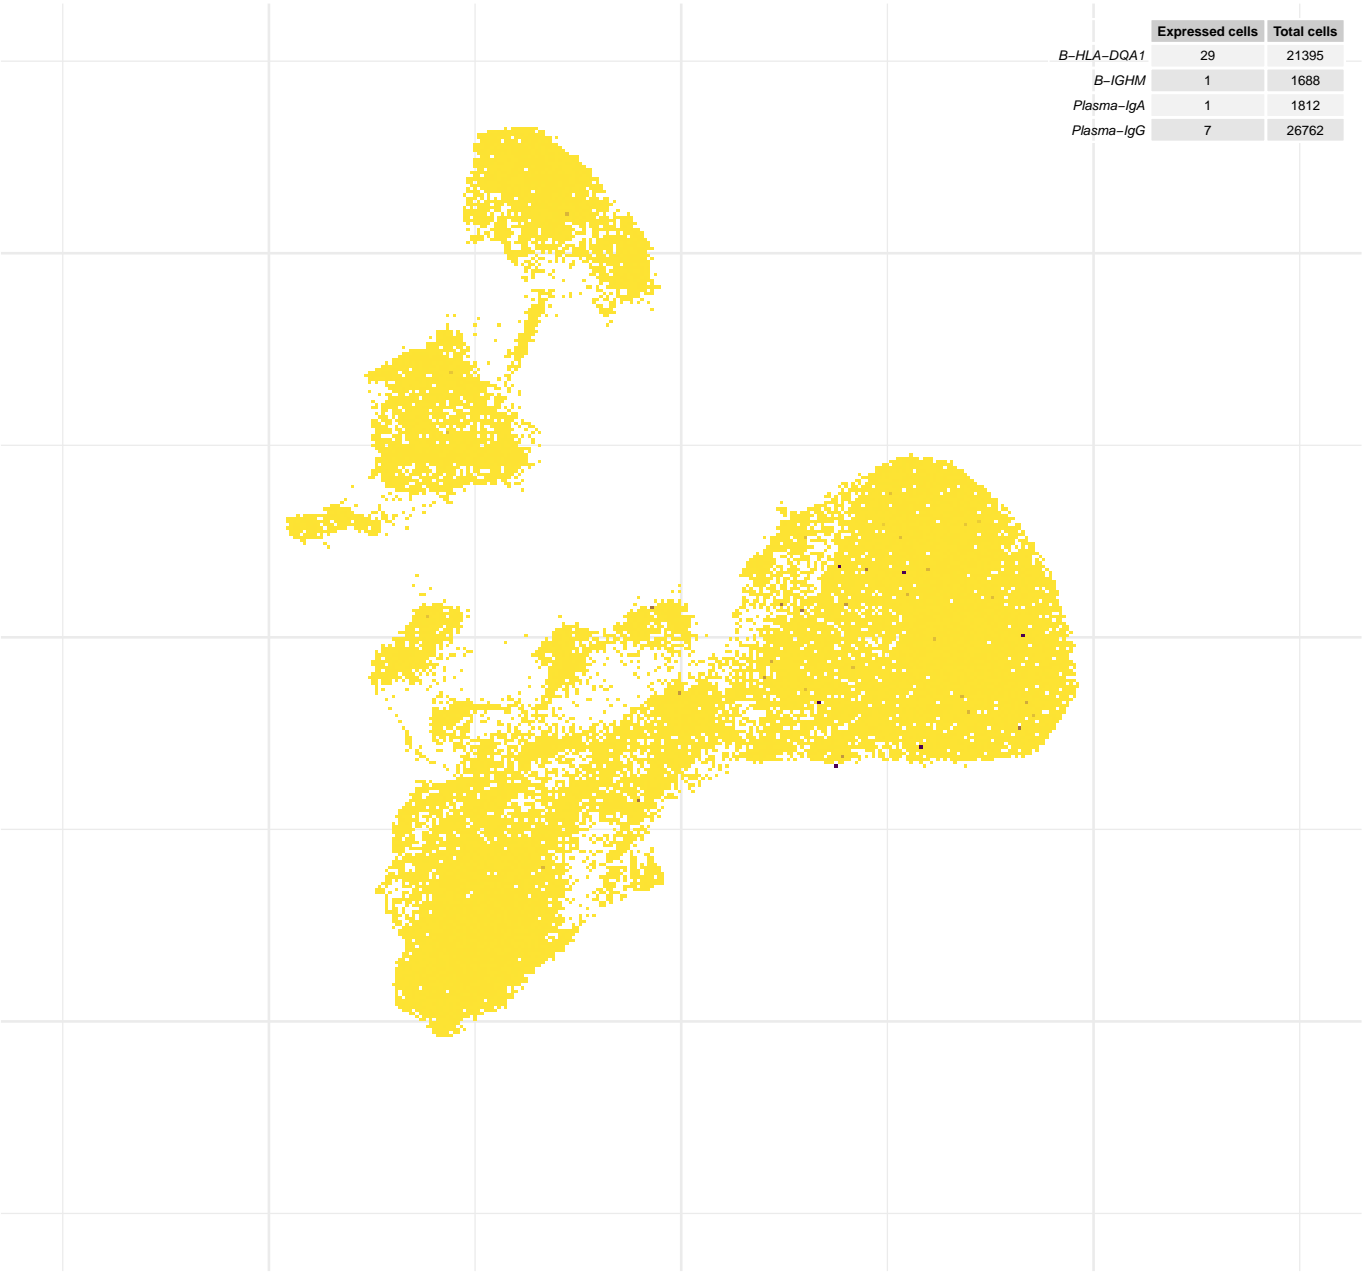 Expressed cells Total cells
B−HLA−DQA1 29 21395
B−IGHM 1 1688
Plasma−IgA 1 1812
Plasma−IgG 7 26762